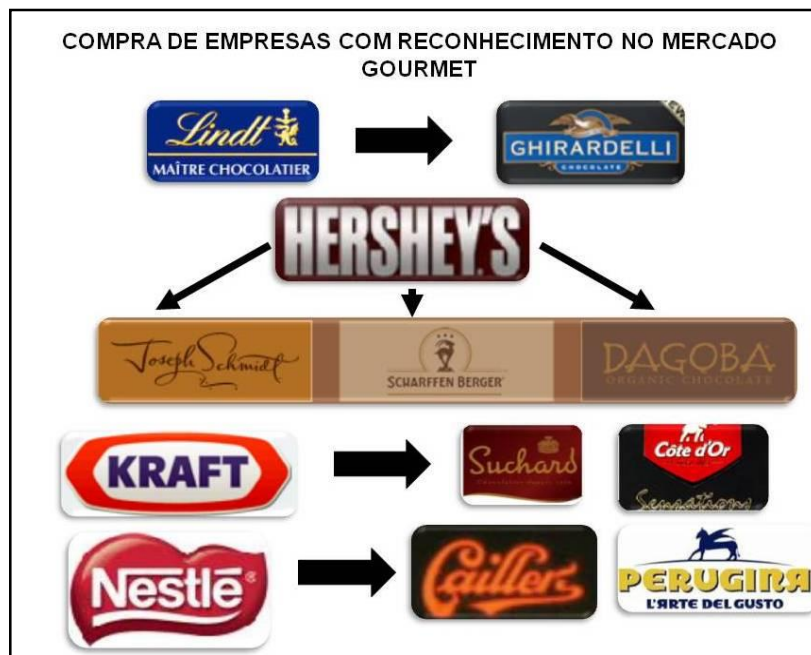 COMPRA DE EMPRESAS COM RECONHECIMENTO NO MERCADO
GOURMET
Lindt
MAÎTRE CHOCOLATIER
GHIRARDELLI
CHOCOLATE
HERSHEY'S
Joseph Schmidt
SCHARFFEN BERGER
DAGOBA
ORGANIC CHOCOLATE
KRAFT
Suchard
Côte d'Or
Sensations
Nestlé
Cailler
PERUGINA
L'ARTE DEL GUSTO